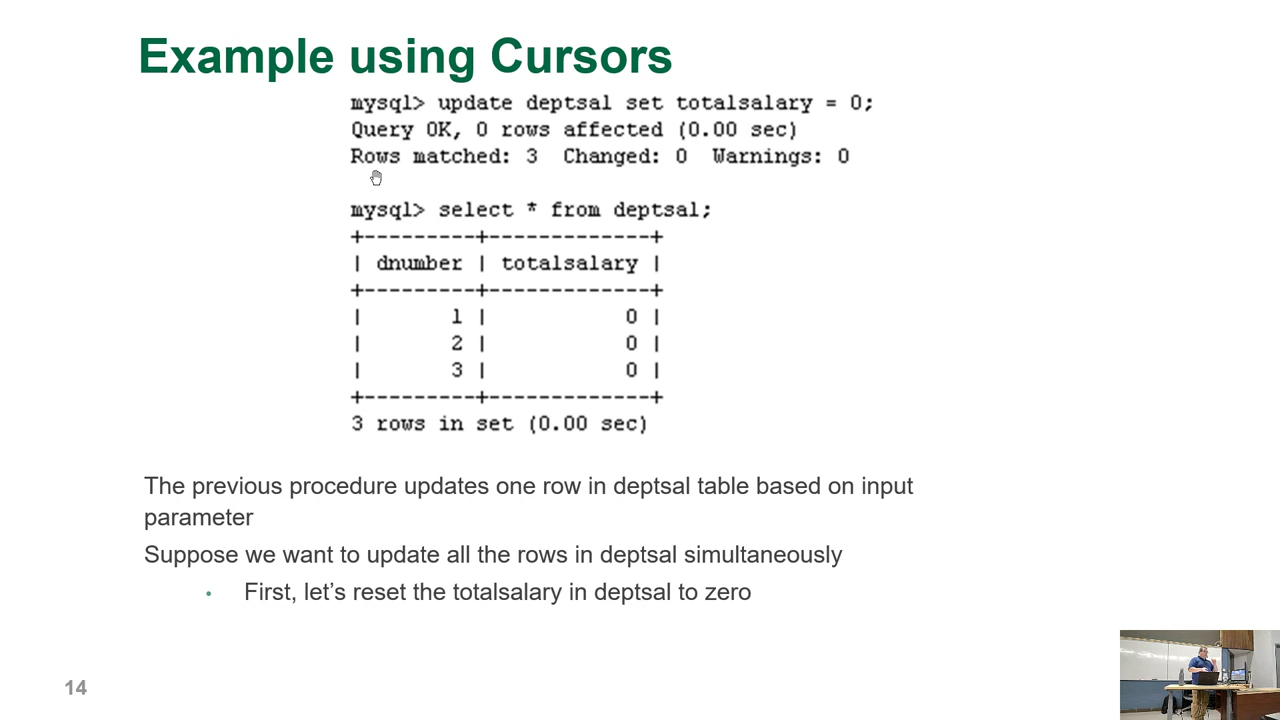 Example using Cursors
mysql> update deptsal set totalsalary = 0;
Query OK, 0 rows affected (0.00 sec)
Rows matched: 3  Changed: 0  Warnings: 0
mysql> select * from deptsal;
+---------+-------------+
| dnumber | totalsalary |
+---------+-------------+
|       1 |           0 |
|       2 |           0 |
|       3 |           0 |
+---------+-------------+
3 rows in set (0.00 sec)
The previous procedure updates one row in deptsal table based on input
parameter
Suppose we want to update all the rows in deptsal simultaneously
• First, let’s reset the totalsalary in deptsal to zero
14